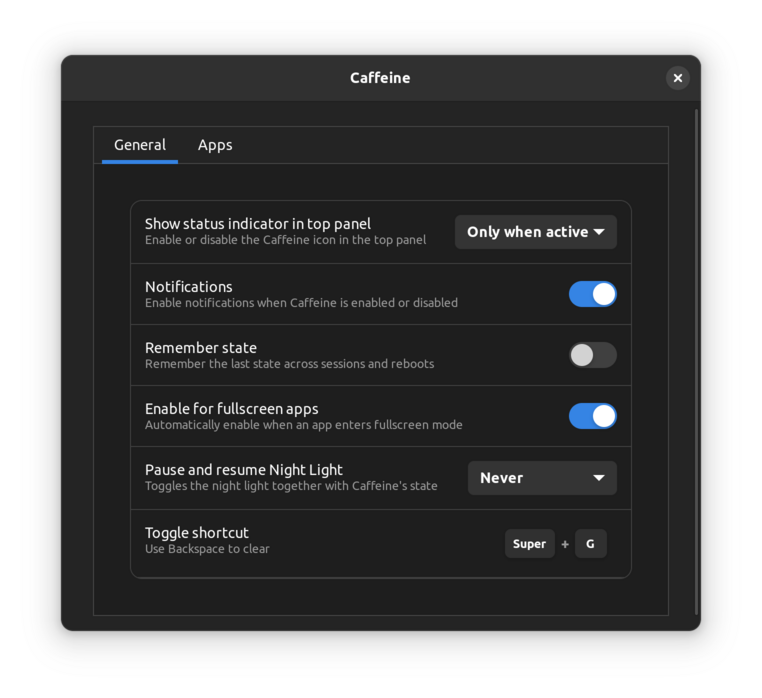 Caffeine
General
Apps
Show status indicator in top panel
Enable or disable the Caffeine icon in the top panel
Only when active
Notifications
Enable notifications when Caffeine is enabled or disabled
Remember state
Remember the last state across sessions and reboots
Enable for fullscreen apps
Automatically enable when an app enters fullscreen mode
Pause and resume Night Light
Toggles the night light together with Caffeine's state
Never
Toggle shortcut
Use Backspace to clear
Super + G